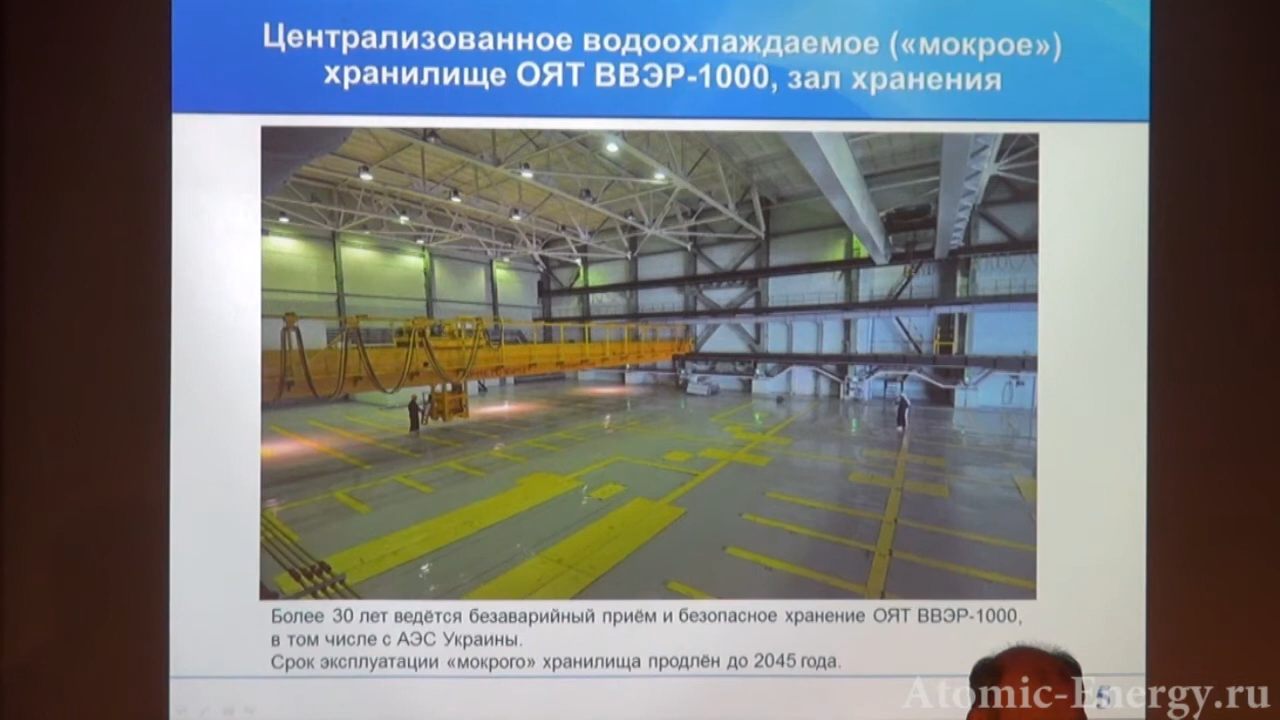 Централизованное водоохлаждаемое («мокрое»)
хранилище ОЯТ ВВЭР-1000, зал хранения
Более 30 лет ведётся безаварийный приём и безопасное хранение ОЯТ ВВЭР-1000,
в том числе с АЭС Украины.
Срок эксплуатации «мокрого» хранилища продлён до 2045 года.
5
Atomic-Energy.ru